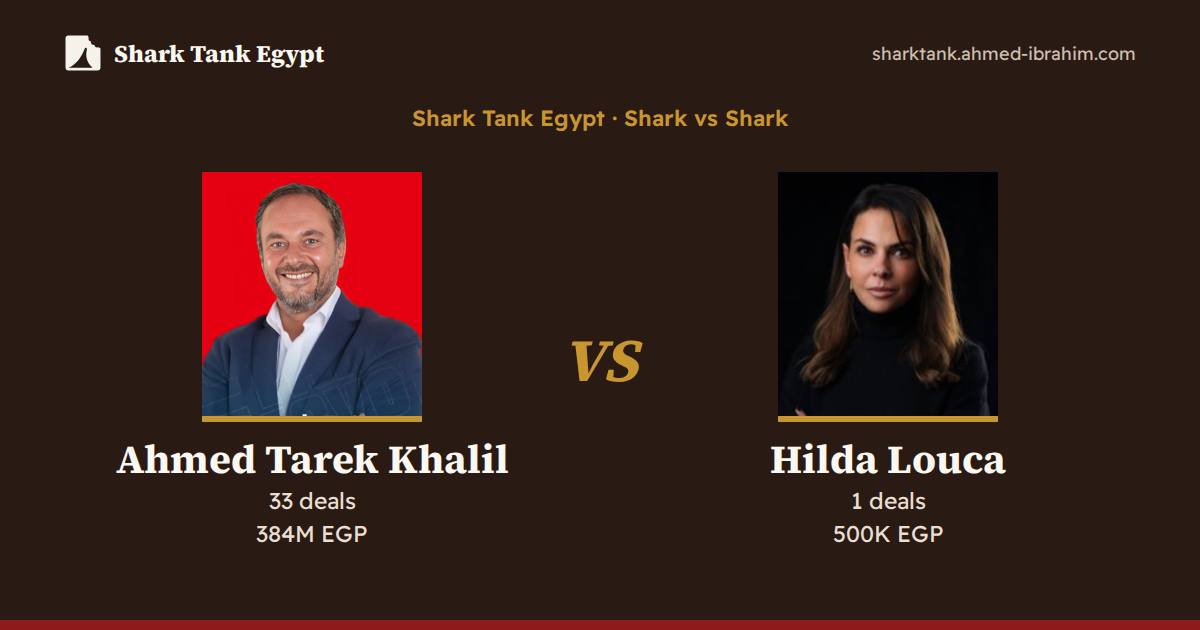 Shark Tank Egypt
sharktank.ahmed-ibrahim.com
Shark Tank Egypt · Shark vs Shark
VS
Ahmed Tarek Khalil
33 deals
384M EGP
Hilda Louca
1 deals
500K EGP